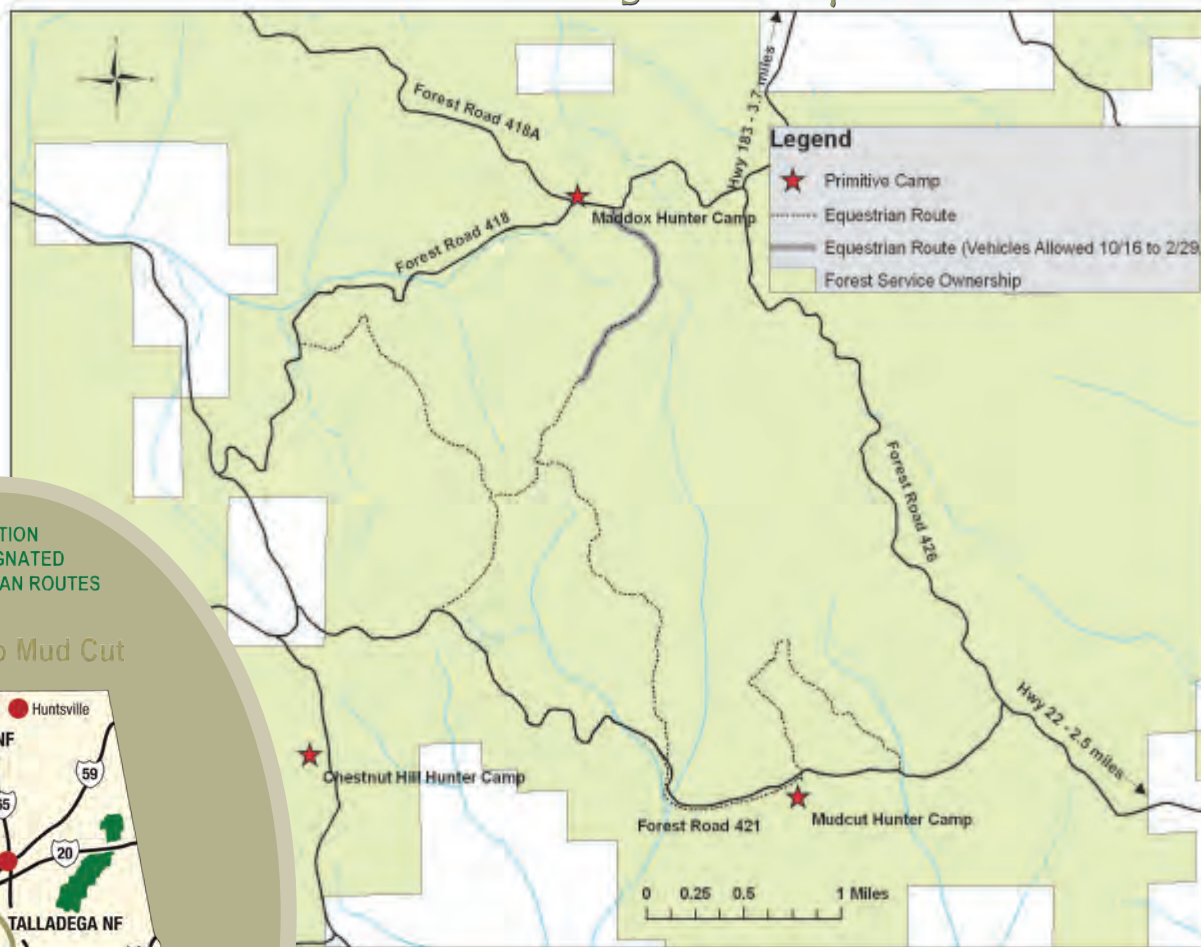 Forest Road 418A
Hwy 183 - 3.7 miles
Legend
Primitive Camp
Equestrian Route
Equestrian Route (Vehicles Allowed 10/16 to 2/29
Forest Service Ownership
Maddox Hunter Camp
Forest Road 418
Forest Road 426
TION
GNATED
AN ROUTES
o Mud Cut
Huntsville
NF
59
65
20
TALLADEGA NF
Hwy 22 - 2.5 miles
Chestnut Hill Hunter Camp
Forest Road 421
Mudcut Hunter Camp
0 0.25 0.5 1 Miles